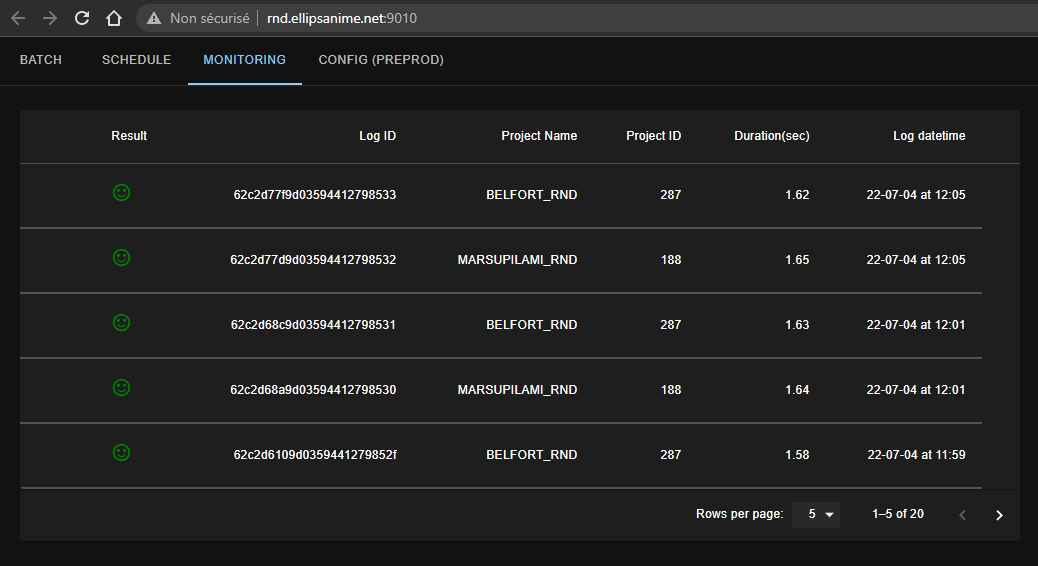 Non sécurisé rnd.ellipsanime.net:9010
BATCH SCHEDULE MONITORING CONFIG (PREPROD)
Result Log ID Project Name Project ID Duration(sec) Log datetime
62c2d77f9d03594412798533 BELFORT_RND 287 1.62 22-07-04 at 12:05
62c2d77d9d03594412798532 MARSUPILAMI_RND 188 1.65 22-07-04 at 12:05
62c2d68c9d03594412798531 BELFORT_RND 287 1.63 22-07-04 at 12:01
62c2d68a9d03594412798530 MARSUPILAMI_RND 188 1.64 22-07-04 at 12:01
62c2d6109d0359441279852f BELFORT_RND 287 1.58 22-07-04 at 11:59
Rows per page: 5 1–5 of 20